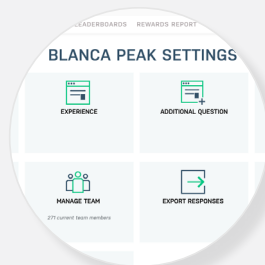 LEADERBOARDS REWARDS REPORT
BLANCA PEAK SETTINGS
EXPERIENCE
ADDITIONAL QUESTION
MANAGE TEAM
EXPORT RESPONSES
271 current team members